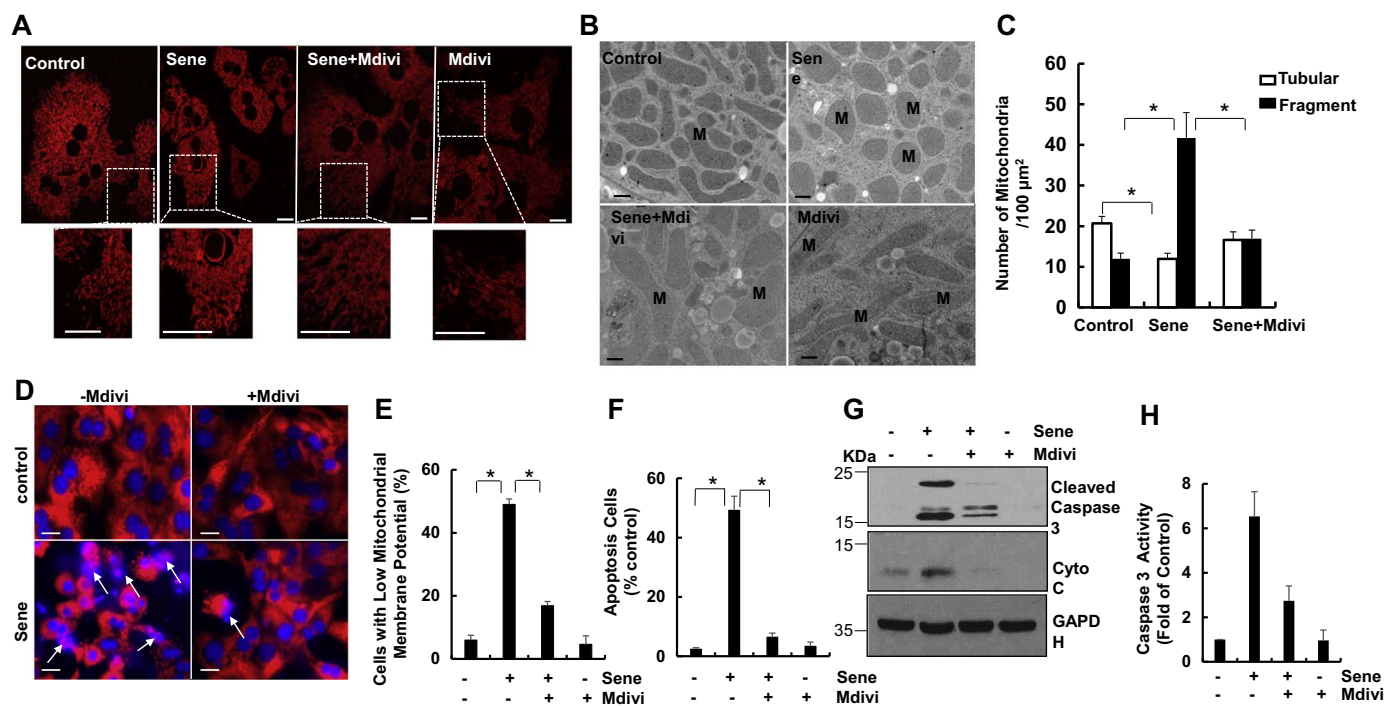 A
Control
Sene
Sene+Mdivi
Mdivi
B
Control
Sen
e
M
M
M
M
Sene+Mdi
vi
Mdivi
M
M
M
M
M
C
Number of Mitochondria
/100 µm²
60
50
40
30
20
10
0
Tubular
Fragment
*
*
*
Control
Sene
Sene+Mdivi
D
-Mdivi
+Mdivi
control
Sene
E
Cells with Low Mitochondrial
Membrane Potential (%)
60
40
20
0
*
*
- + + - Sene
- - + + Mdivi
F
Apoptosis Cells
(% control)
60
40
20
0
*
*
- + + - Sene
- - + + Mdivi
G
- + + - Sene
KDa - - + + Mdivi
25
15
Cleaved
Caspase
3
15
Cyto
C
35
GAPD
H
H
Caspase 3 Activity
(Fold of Control)
8
6
4
2
0
- + + - Sene
- - + + Mdivi